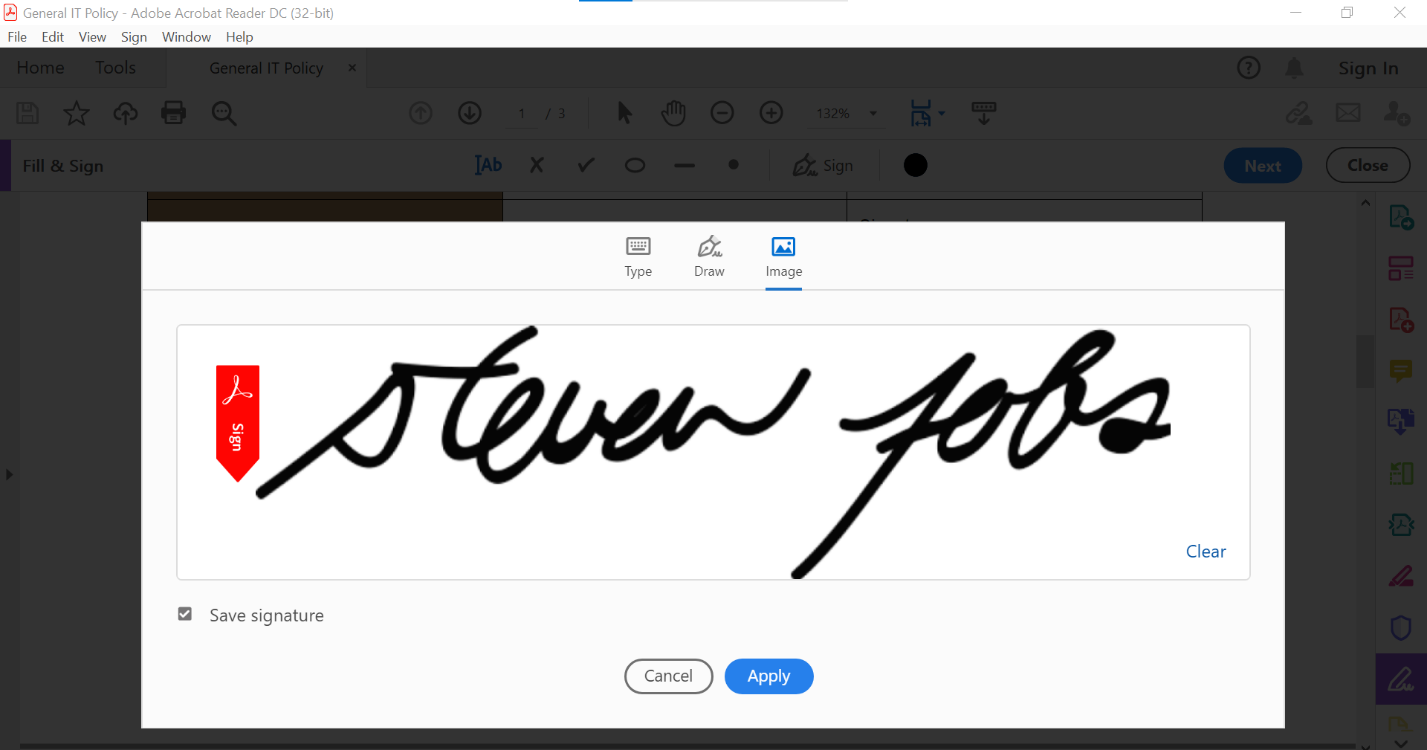 General IT Policy - Adobe Acrobat Reader DC (32-bit)
File Edit View Sign Window Help
Home Tools General IT Policy × ? Sign In
1 / 3 132%
Fill & Sign IAb Sign Next Close
Type Draw Image
steven jobs
Sign
Clear
Save signature
Cancel Apply